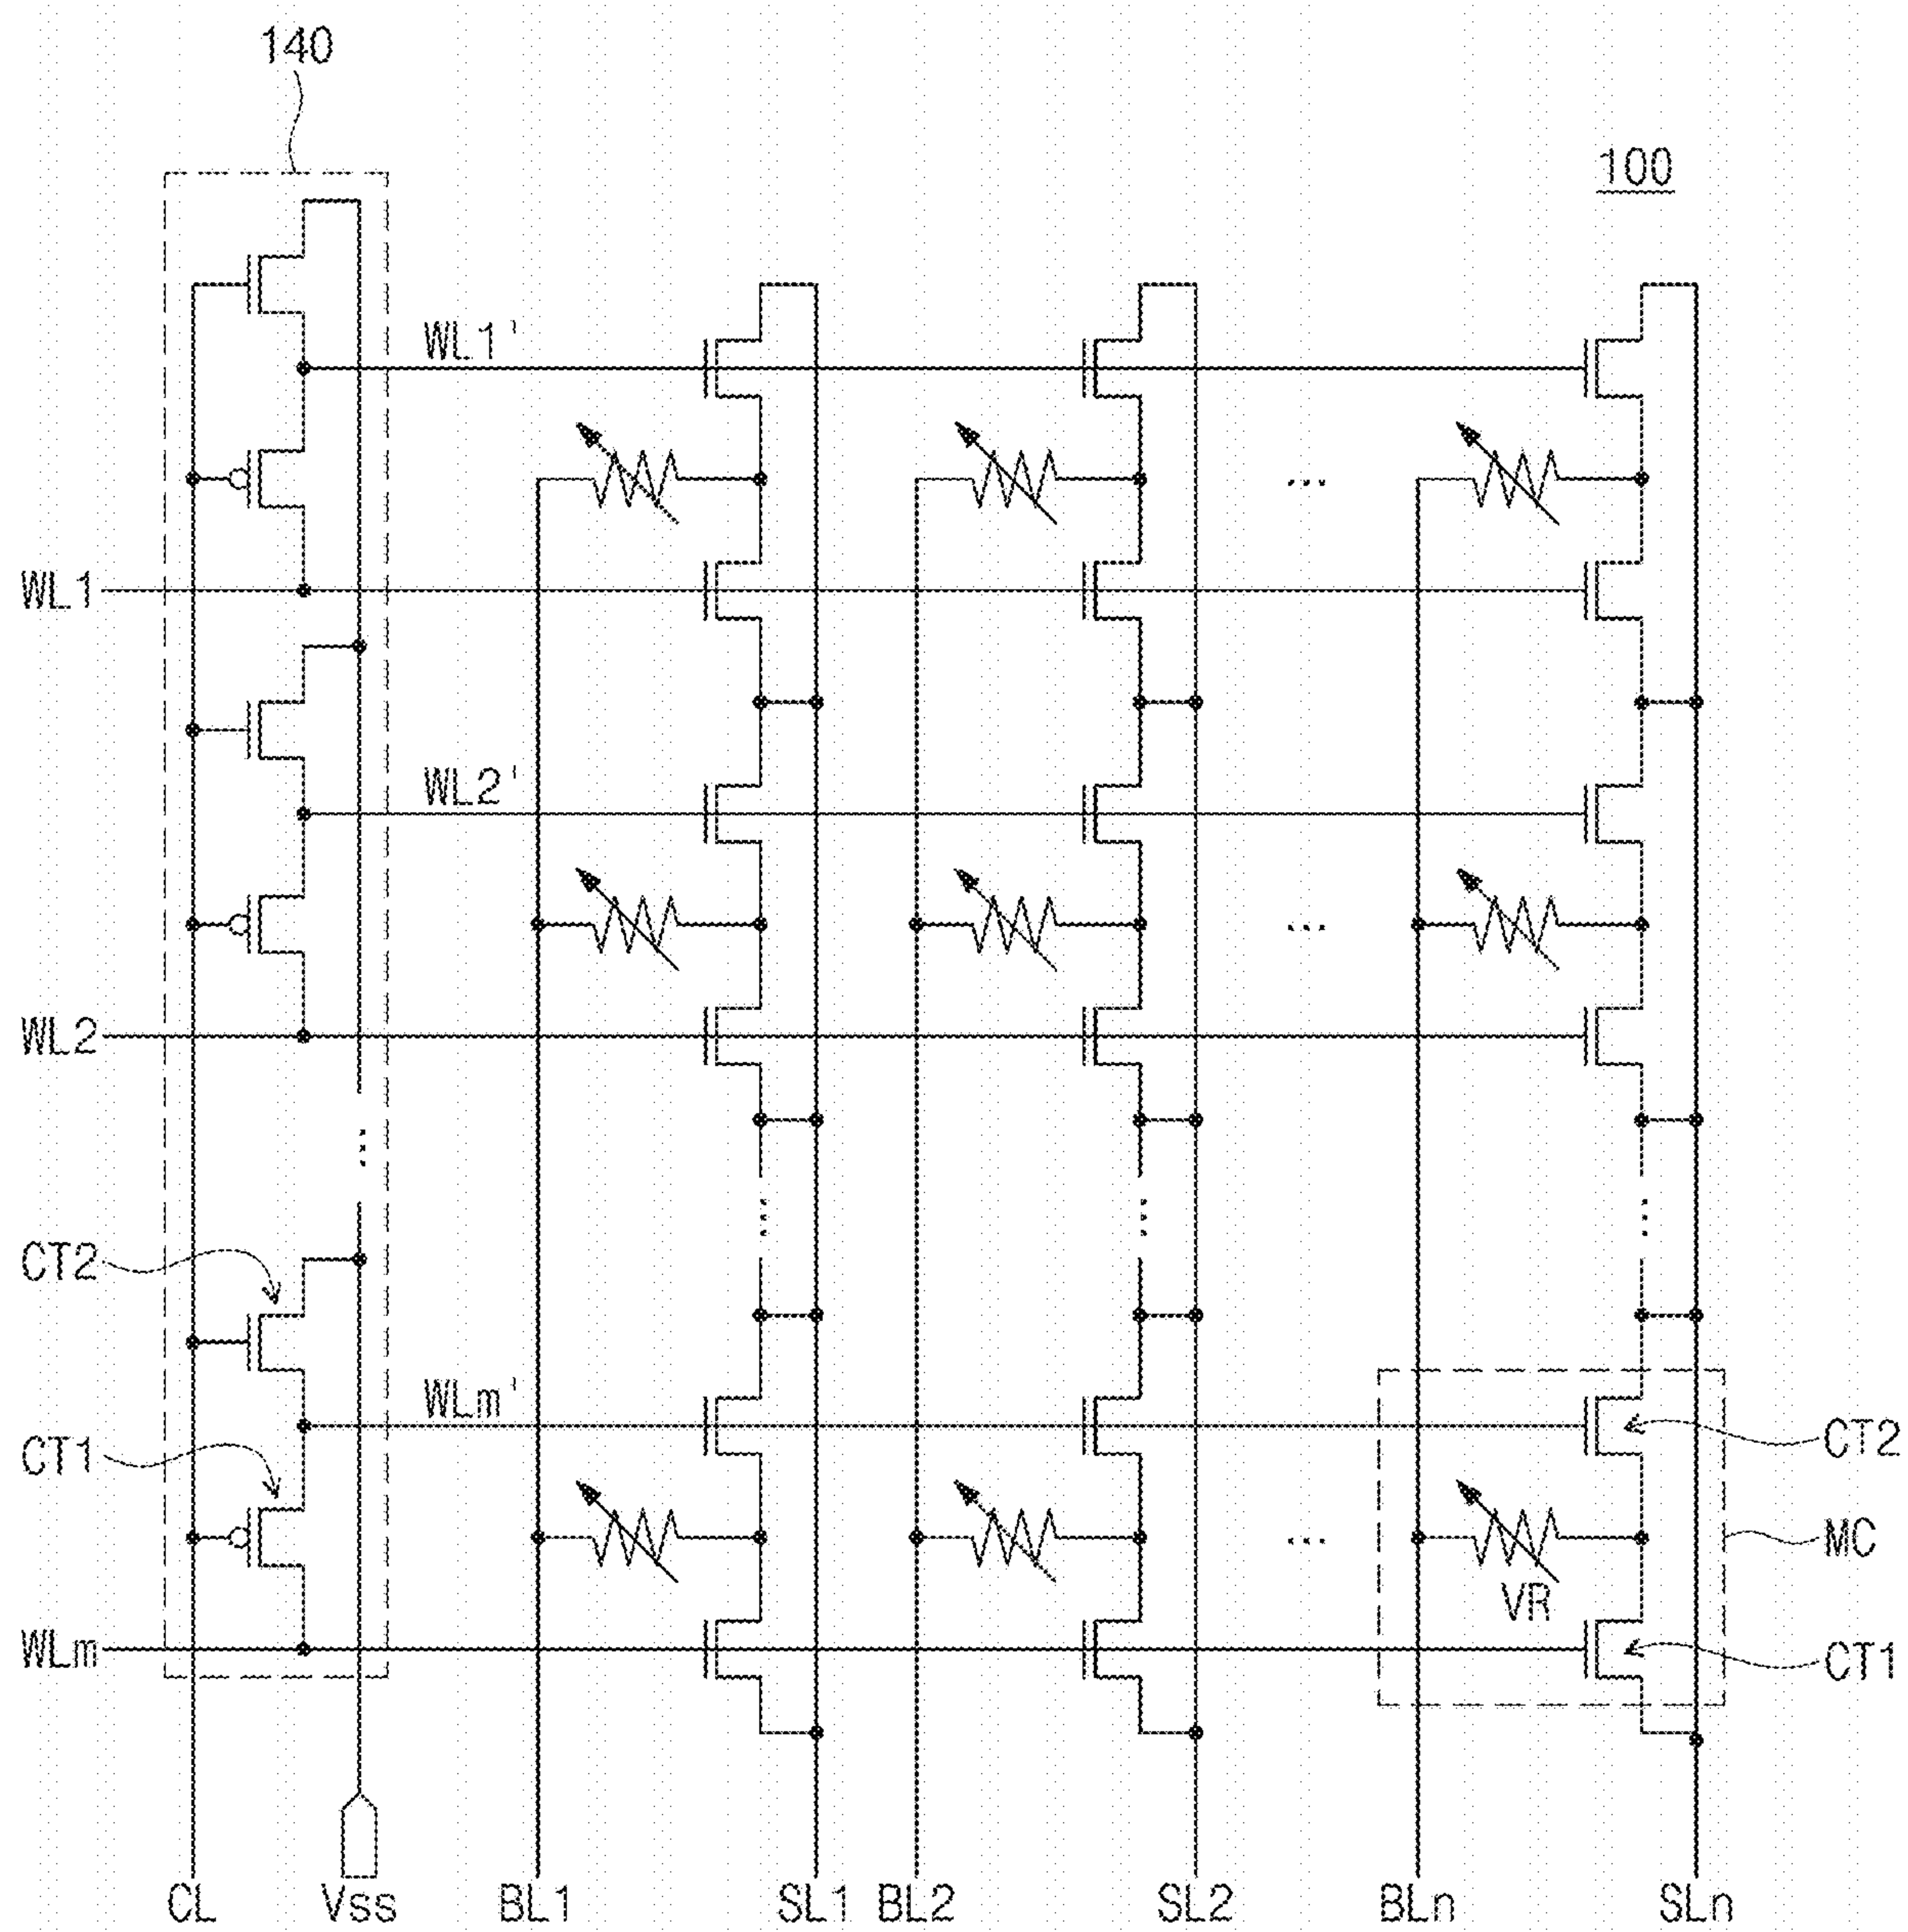 140
100
WL1'
...
WL1
WL2'
...
WL2
...
... ... ...
CT2
WLm'
CT2
CT1
...
MC
VR
WLm
CT1
CL
Vss
BL1
SL1
BL2
SL2
BLn
SLn